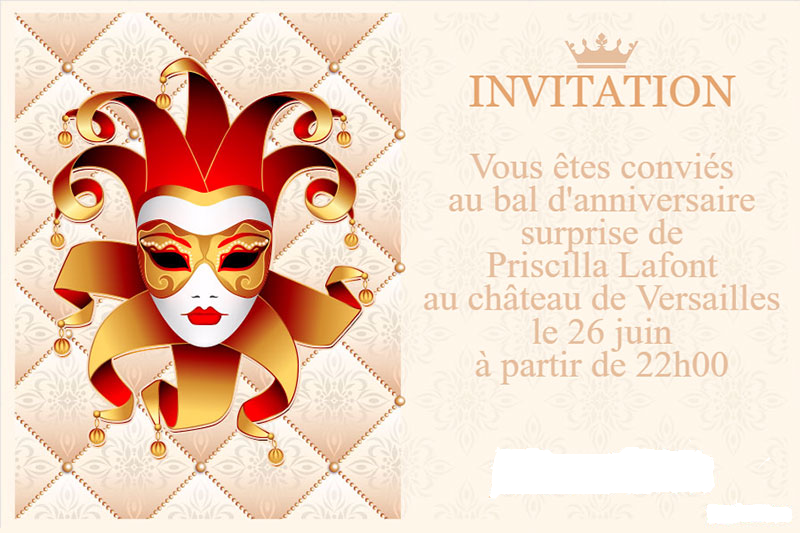 INVITATION
Vous êtes conviés
au bal d'anniversaire
surprise de
Priscilla Lafont
au château de Versailles
le 26 juin
à partir de 22h00